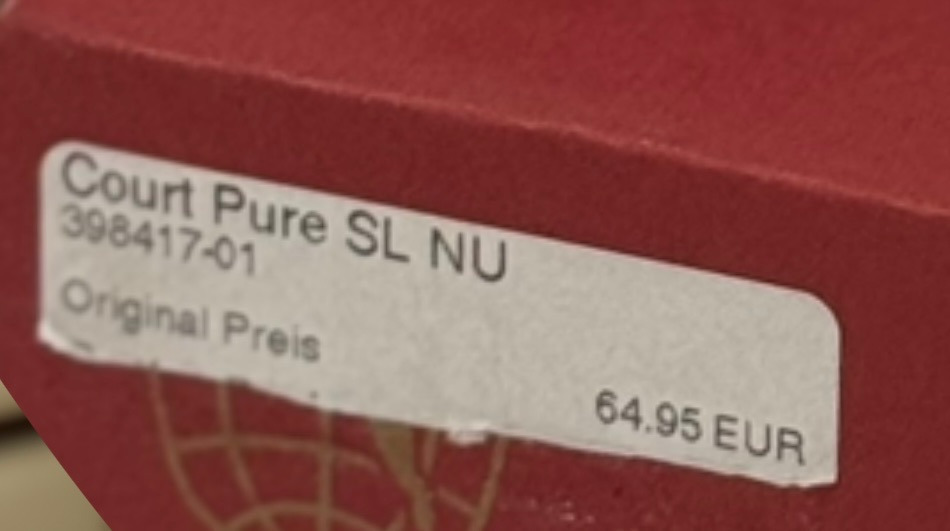 Court Pure SL NU
398417-01
Original Preis
64.95 EUR